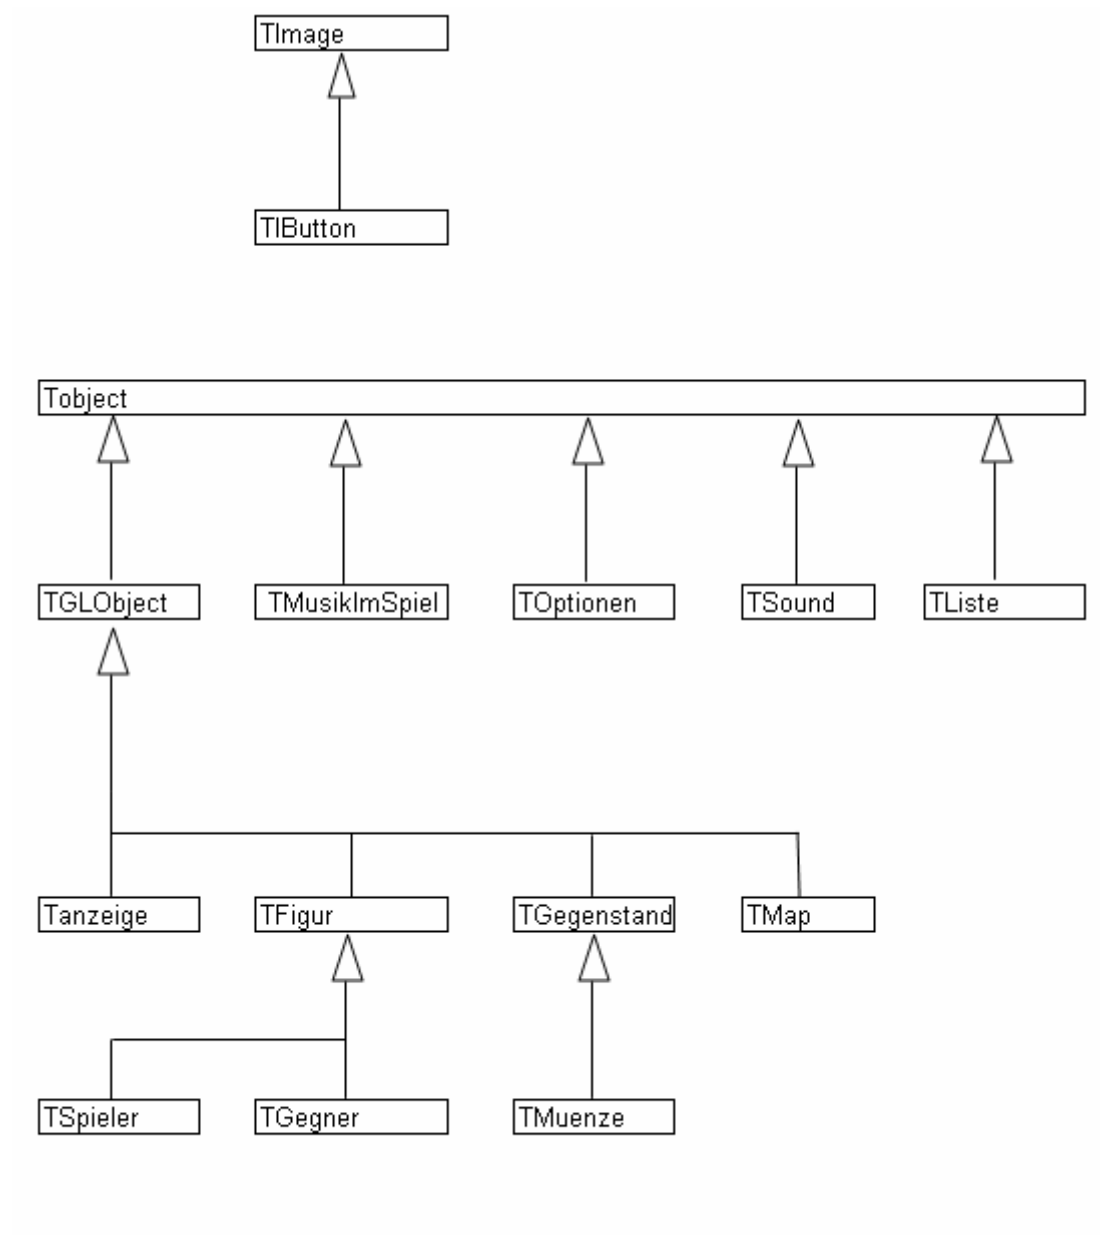 TImage
TIButton
Tobject
TGLObject
TMusikImSpiel
TOptionen
TSound
TListe
Tanzeige
TFigur
TGegenstand
TMap
TSpieler
TGegner
TMuenze